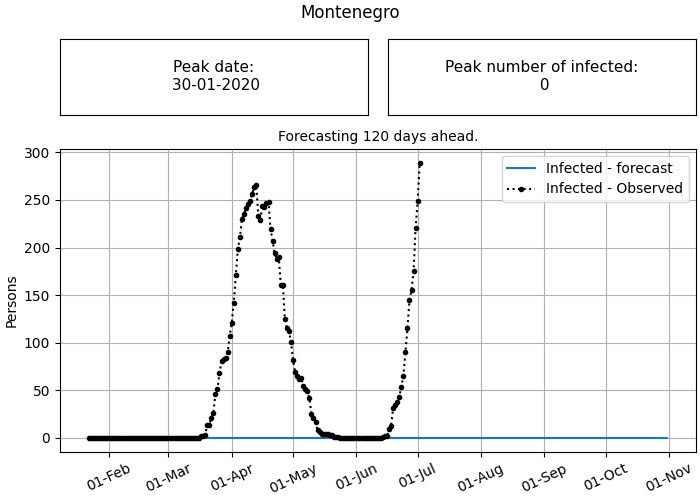 Montenegro
Peak date:
30-01-2020
Peak number of infected:
0
Forecasting 120 days ahead.
Infected - forecast
Infected - Observed
Persons
300
250
200
150
100
50
0
01-Feb
01-Mar
01-Apr
01-May
01-Jun
01-Jul
01-Aug
01-Sep
01-Oct
01-Nov